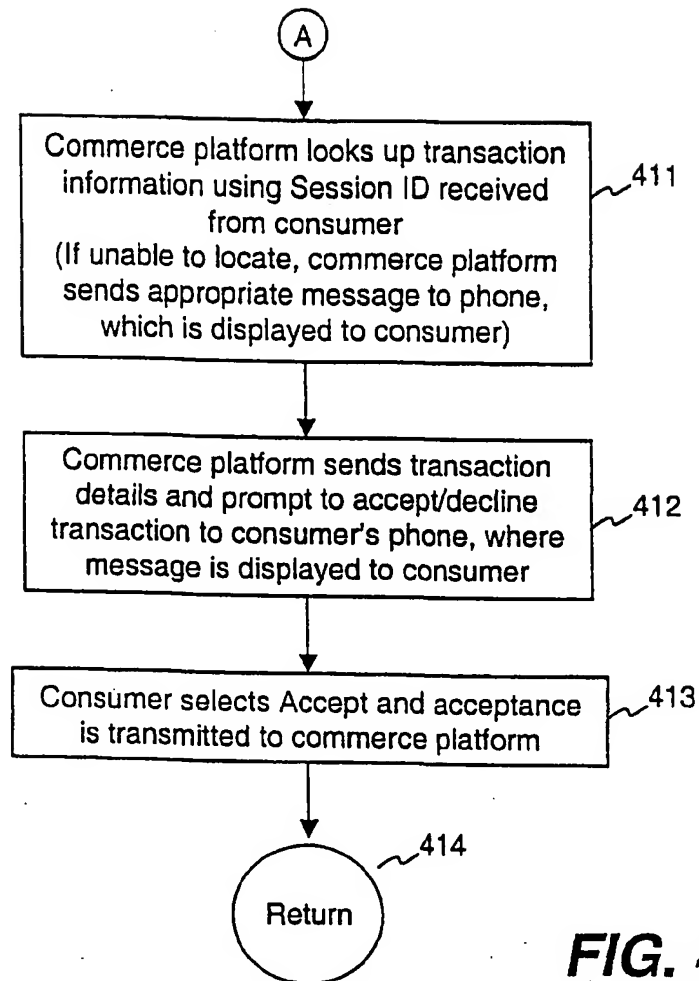 A
Commerce platform looks up transaction
information using Session ID received
from consumer
(If unable to locate, commerce platform
sends appropriate message to phone,
which is displayed to consumer)
411
Commerce platform sends transaction
details and prompt to accept/decline
transaction to consumer's phone, where
message is displayed to consumer
412
Consumer selects Accept and acceptance
is transmitted to commerce platform
413
414
Return
FIG.